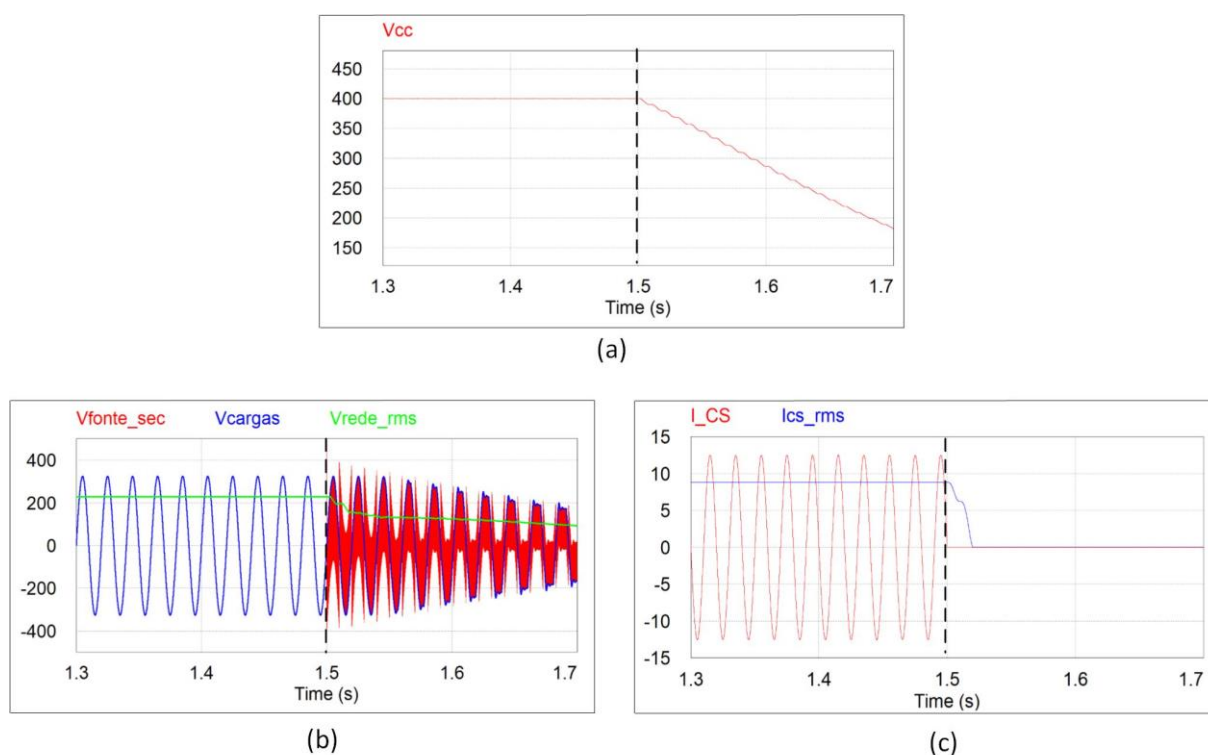 Vcc
450
400
350
300
250
200
150
1.3 1.4 1.5 1.6 1.7
Time (s)
(a)
Vfonte_sec Vcargas Vrede_rms
400
200
0
-200
-400
1.3 1.4 1.5 1.6 1.7
Time (s)
(b)
I_CS Ics_rms
15
10
5
0
-5
-10
-15
1.3 1.4 1.5 1.6 1.7
Time (s)
(c)